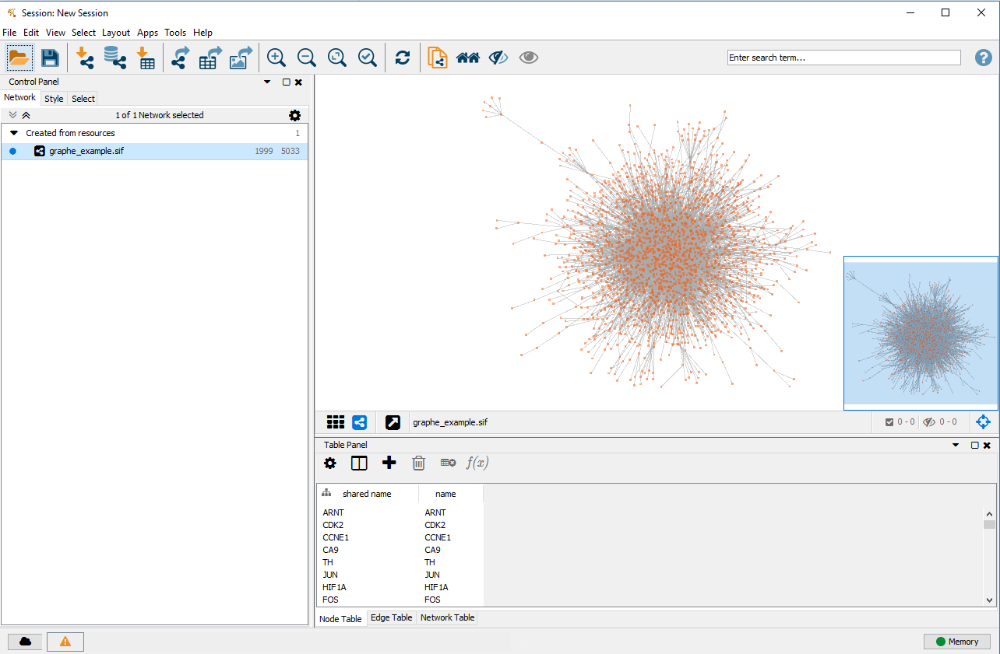 Session: New Session
File Edit View Select Layout Apps Tools Help
Enter search term...
?
Control Panel
Network Style Select
1 of 1 Network selected
Created from resources 1
graphe_example.sif 1999 5033
graphe_example.sif 0 - 0 0 - 0
Table Panel
f(x)
shared name name
ARNT ARNT
CDK2 CDK2
CCNE1 CCNE1
CA9 CA9
TH TH
JUN JUN
HIF1A HIF1A
FOS FOS
Node Table Edge Table Network Table
Memory